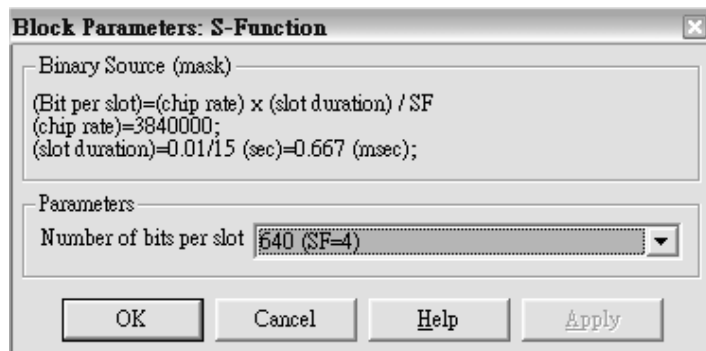 Block Parameters: S-Function
Binary Source (mask)
(Bit per slot)=(chip rate) x (slot duration) / SF
(chip rate)=3840000;
(slot duration)=0.01/15 (sec)=0.667 (msec);
Parameters
Number of bits per slot 640 (SF=4)
OK Cancel Help Apply